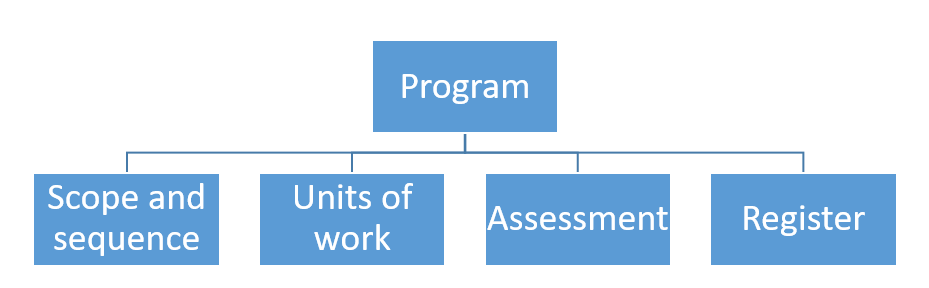 Program
Scope and
sequence
Units of
work
Assessment
Register